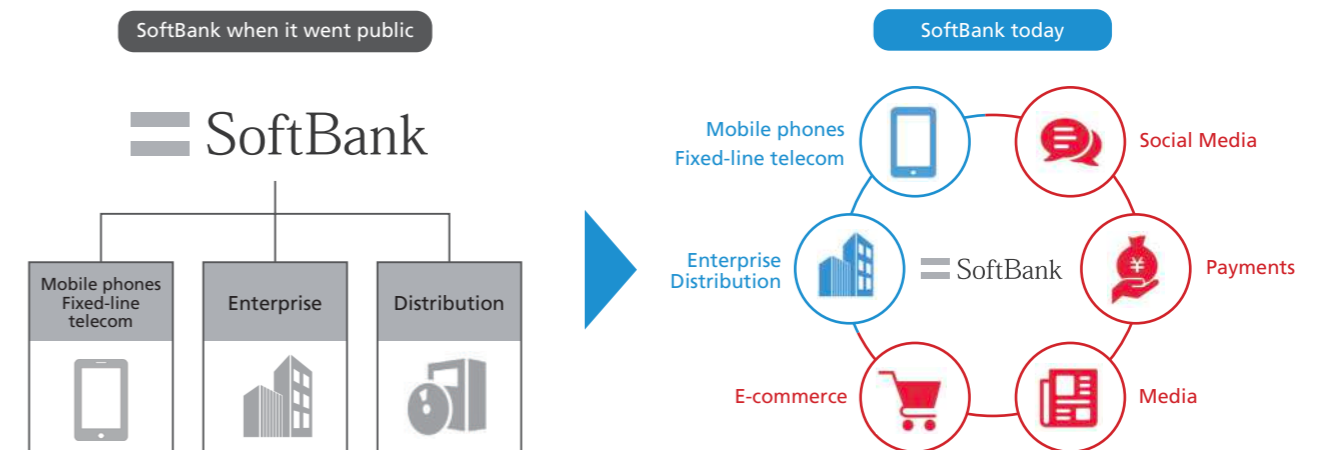 SoftBank when it went public
SoftBank
Mobile phones
Fixed-line
telecom
Enterprise
Distribution
SoftBank today
Mobile phones
Fixed-line telecom
Social Media
Enterprise
Distribution
SoftBank
¥
Payments
E-commerce
Media